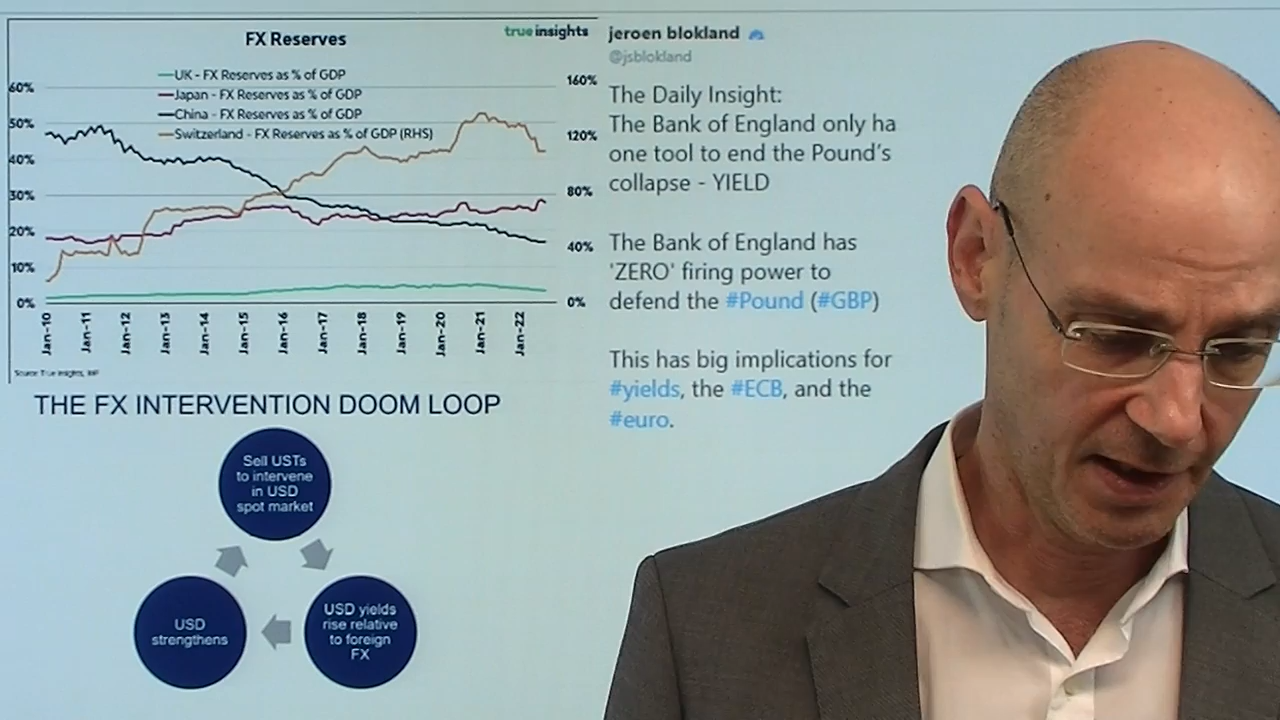 FX Reserves
trueinsights
UK - FX Reserves as % of GDP
Japan - FX Reserves as % of GDP
China - FX Reserves as % of GDP
Switzerland - FX Reserves as % of GDP (RHS)
60%
50%
40%
30%
20%
10%
0%
160%
120%
80%
40%
0%
Jan-10
Jan-11
Jan-12
Jan-13
Jan-14
Jan-15
Jan-16
Jan-17
Jan-18
Jan-19
Jan-20
Jan-21
Jan-22
Source: True Insights, IMF
THE FX INTERVENTION DOOM LOOP
Sell USTs
to intervene
in USD
spot market
USD yields
rise relative
to foreign
FX
USD
strengthens
jeroen blokland
@jsblokland
The Daily Insight:
The Bank of England only ha
one tool to end the Pound's
collapse - YIELD
The Bank of England has
'ZERO' firing power to
defend the #Pound (#GBP)
This has big implications for
#yields, the #ECB, and the
#euro.